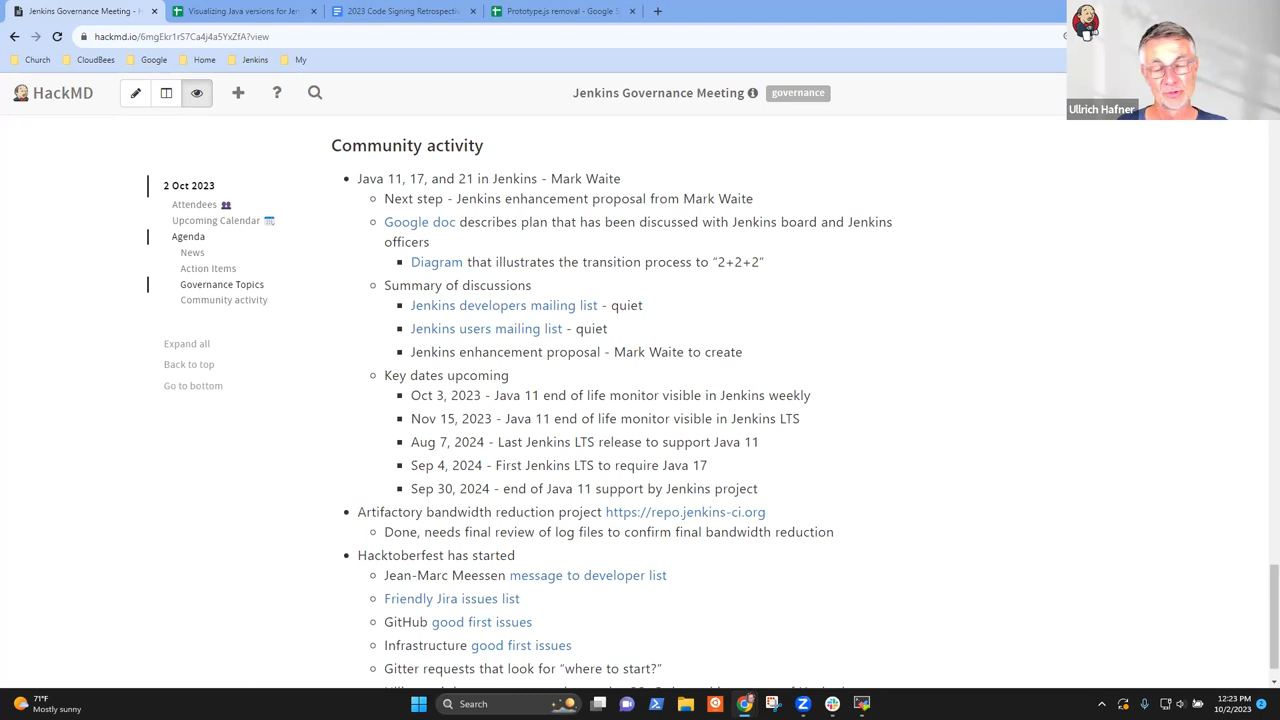 Jenkins Governance Meeting -
Visualizing Java versions for Jen
2023 Code Signing Retrospecti
Prototype.js removal - Google S
hackmd.io/6mgEkr1rS7Ca4j4a5YxZfA?view
Church
CloudBees
Google
Home
Jenkins
My
HackMD
Jenkins Governance Meeting
governance
Ullrich Hafner
2 Oct 2023
Attendees
Upcoming Calendar
Agenda
News
Action Items
Governance Topics
Community activity
Expall all
Back to top
Go to bottom
Community activity
Java 11, 17, and 21 in Jenkins - Mark Waite
Next step - Jenkins enhancement proposal from Mark Waite
Google doc describes plan that has been discussed with Jenkins board and Jenkins
officers
Diagram that illustrates the transition process to “2+2+2”
Summary of discussions
Jenkins developers mailing list - quiet
Jenkins users mailing list - quiet
Jenkins enhancement proposal - Mark Waite to create
Key dates upcoming
Oct 3, 2023 - Java 11 end of life monitor visible in Jenkins weekly
Nov 15, 2023 - Java 11 end of life monitor visible in Jenkins LTS
Aug 7, 2024 - Last Jenkins LTS release to support Java 11
Sep 4, 2024 - First Jenkins LTS to require Java 17
Sep 30, 2024 - end of Java 11 support by Jenkins project
Artifactory bandwidth reduction project https://repo.jenkins-ci.org
Done, needs final review of log files to confirm final bandwidth reduction
Hacktoberfest has started
Jean-Marc Meessen message to developer list
Friendly Jira issues list
GitHub good first issues
Infrastructure good first issues
Gitter requests that look for “where to start?”
71°F
Mostly sunny
Search
12:23 PM
10/2/2023
2